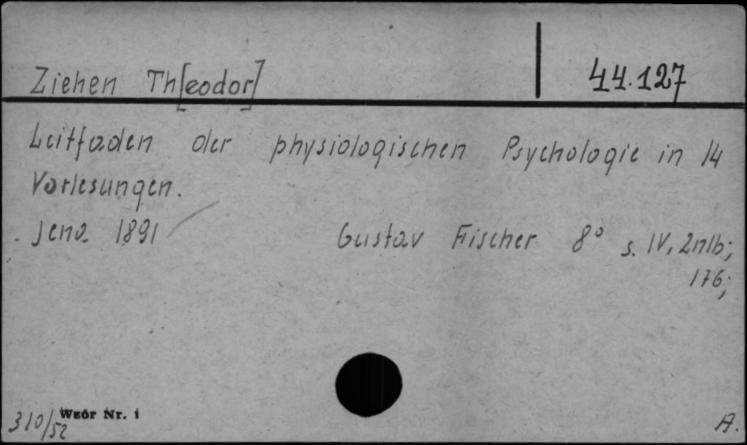 Ziehen Th[eodor] 44.127
Leitfaden der physiologischen Psychologie in 14
Vorlesungen.
Jena 1891 Gustav Fischer 8° s. IV, 2nlb;
176;
310/52 Wzór Nr. 1 A.